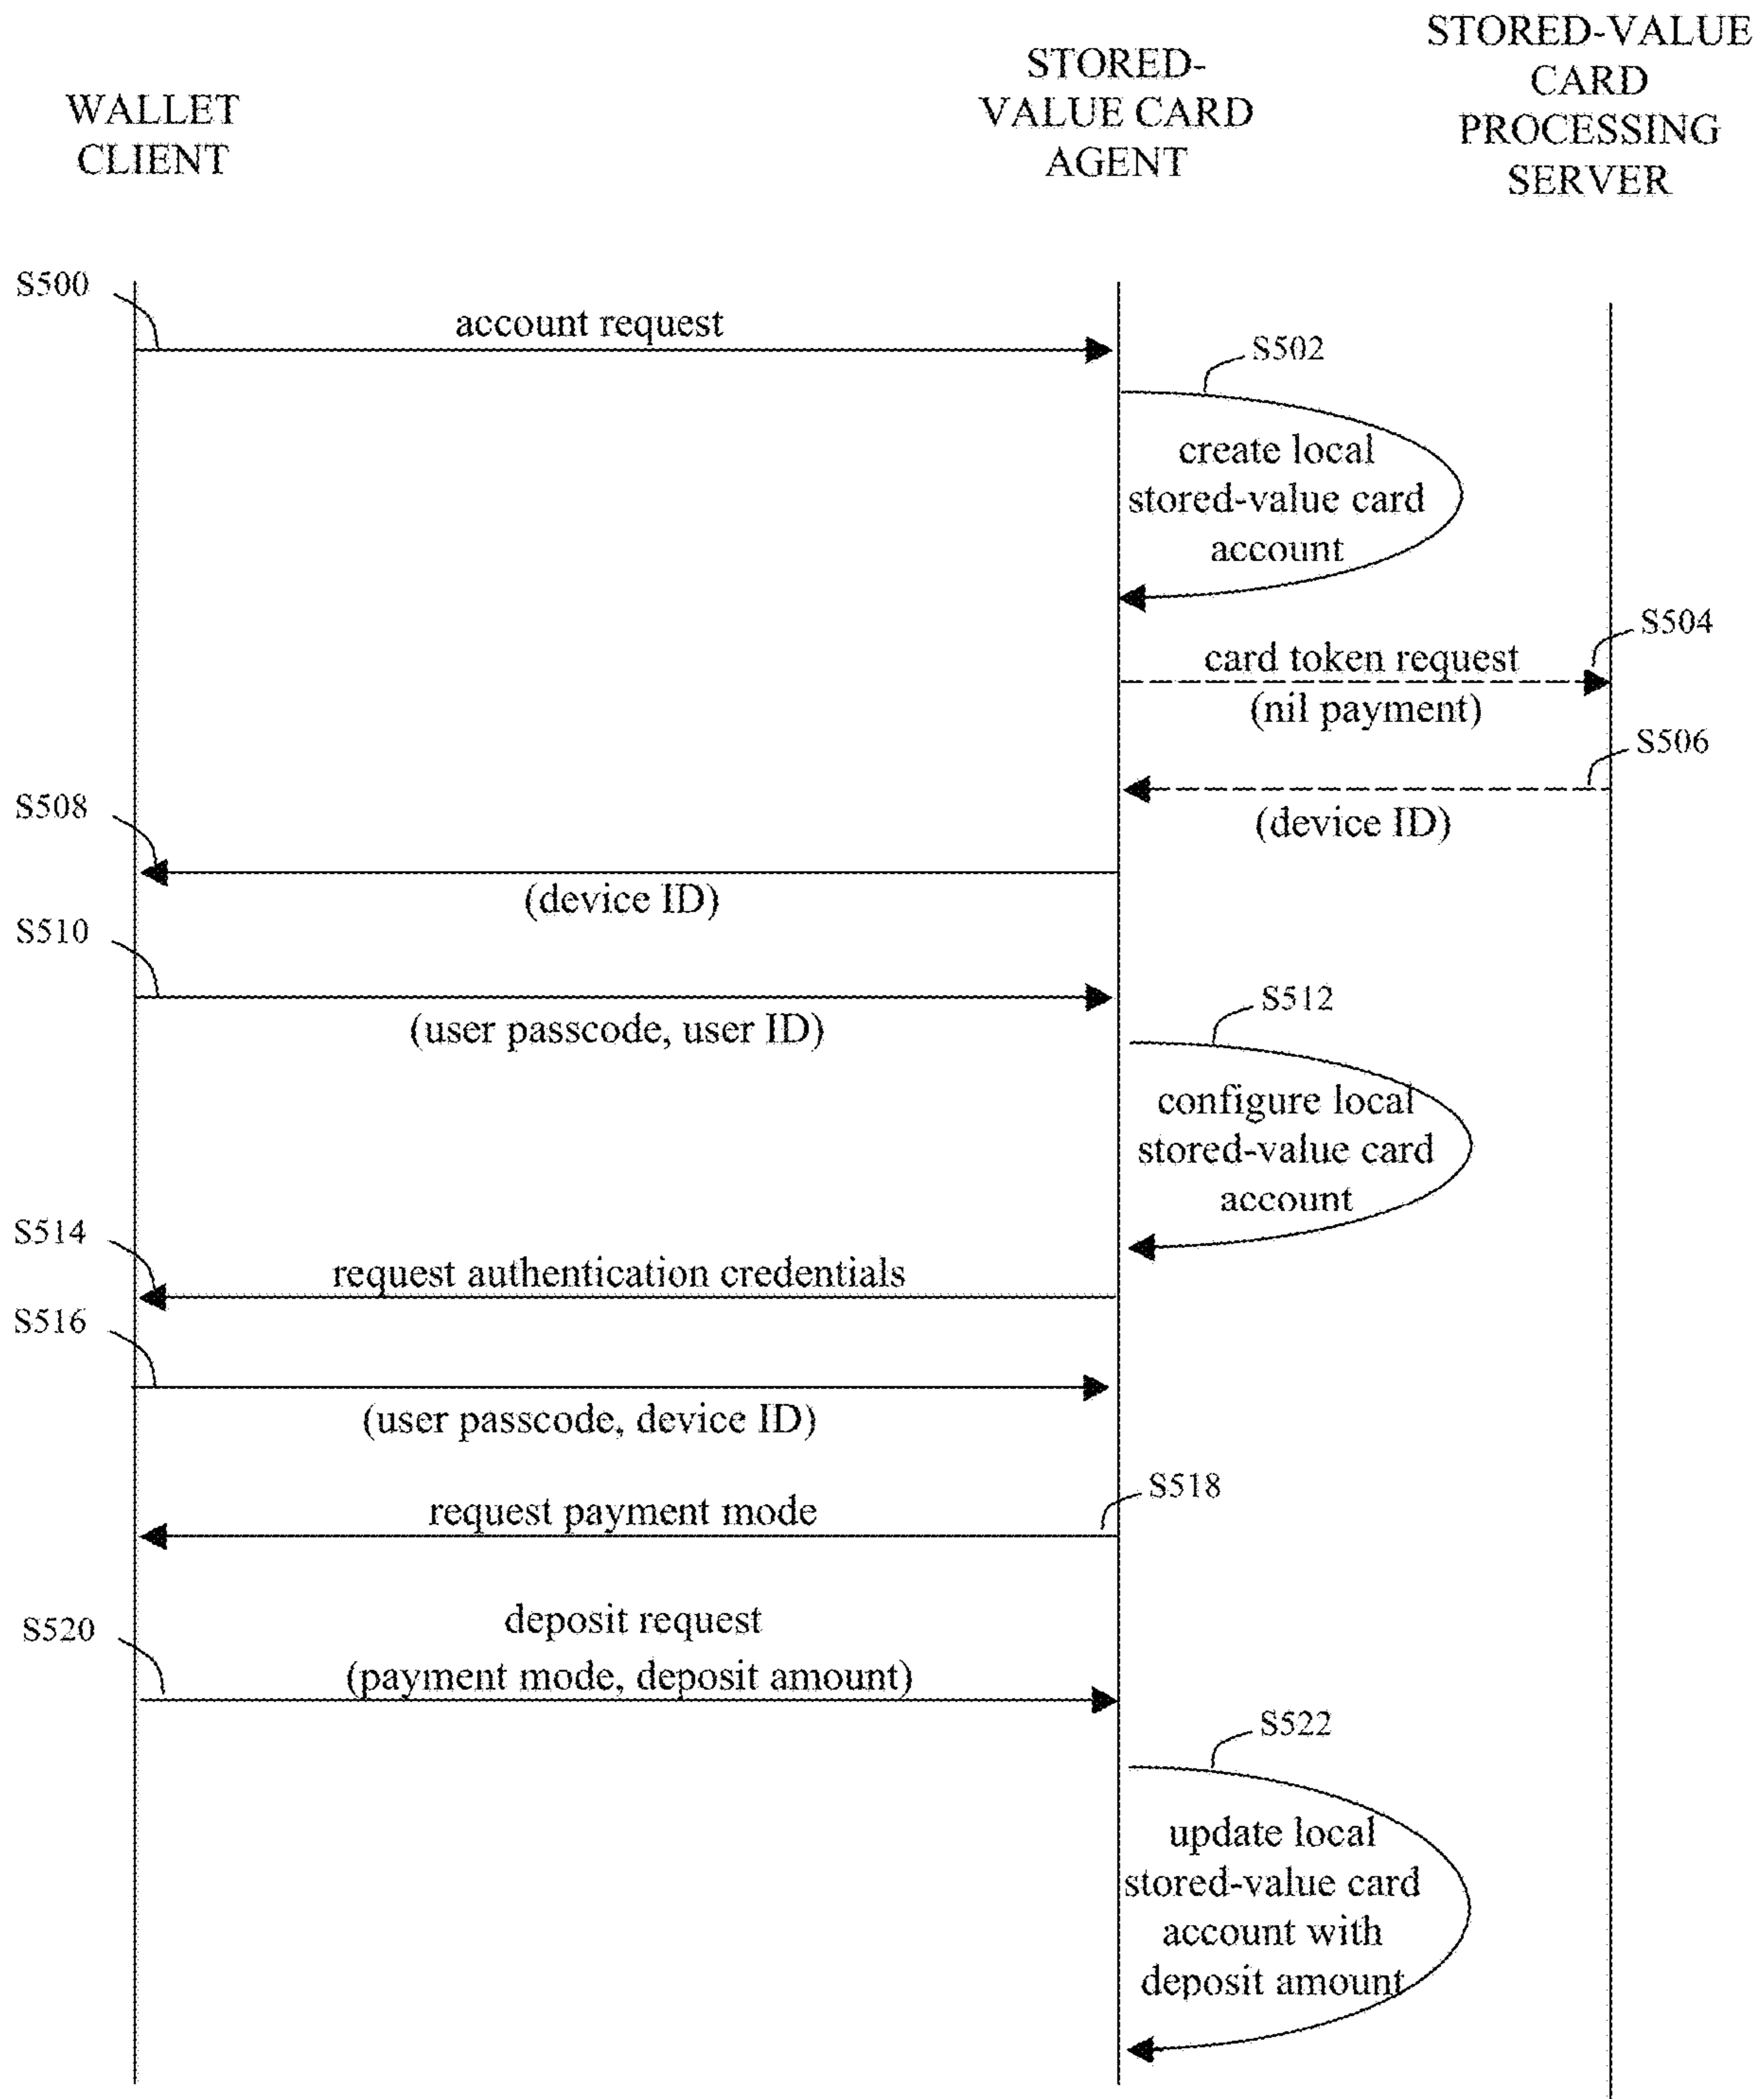 WALLET
CLIENT
STORED-
VALUE CARD
AGENT
STORED-VALUE
CARD
PROCESSING
SERVER
S500
account request
S502
create local
stored-value card
account
S504
card token request
(nil payment)
S506
(device ID)
S508
(device ID)
S510
(user passcode, user ID)
S512
configure local
stored-value card
account
S514
request authentication credentials
S516
(user passcode, device ID)
S518
request payment mode
S520
deposit request
(payment mode, deposit amount)
S522
update local
stored-value card
account with
deposit amount